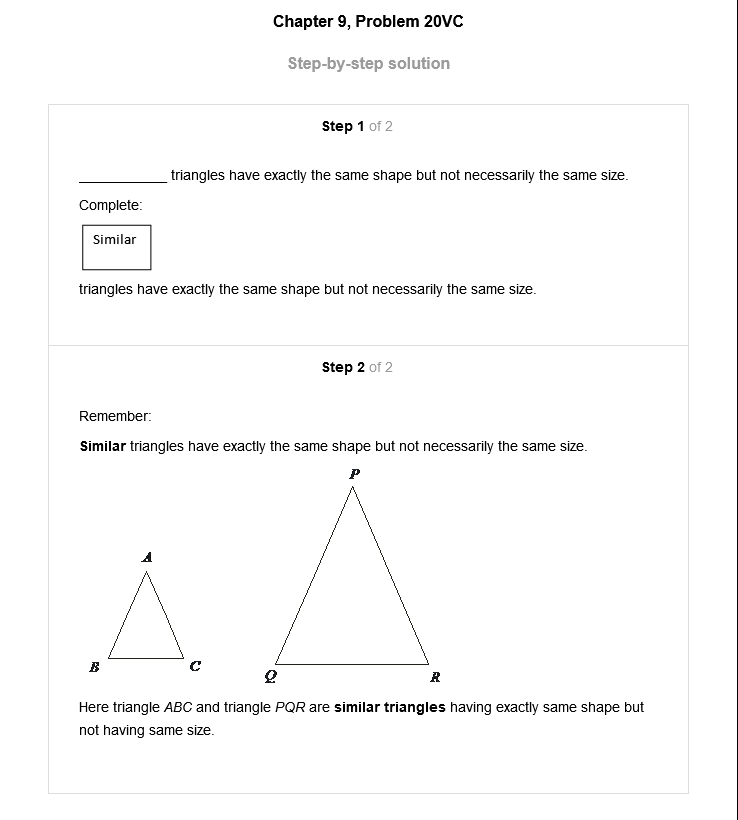 Chapter 9, Problem 20VC
Step-by-step solution
Step 1 of 2
___________ triangles have exactly the same shape but not necessarily the same size.
Complete:
Similar
triangles have exactly the same shape but not necessarily the same size.
Step 2 of 2
Remember:
Similar triangles have exactly the same shape but not necessarily the same size.
P
A
B
C
Q
R
Here triangle ABC and triangle PQR are similar triangles having exactly same shape but
not having same size.